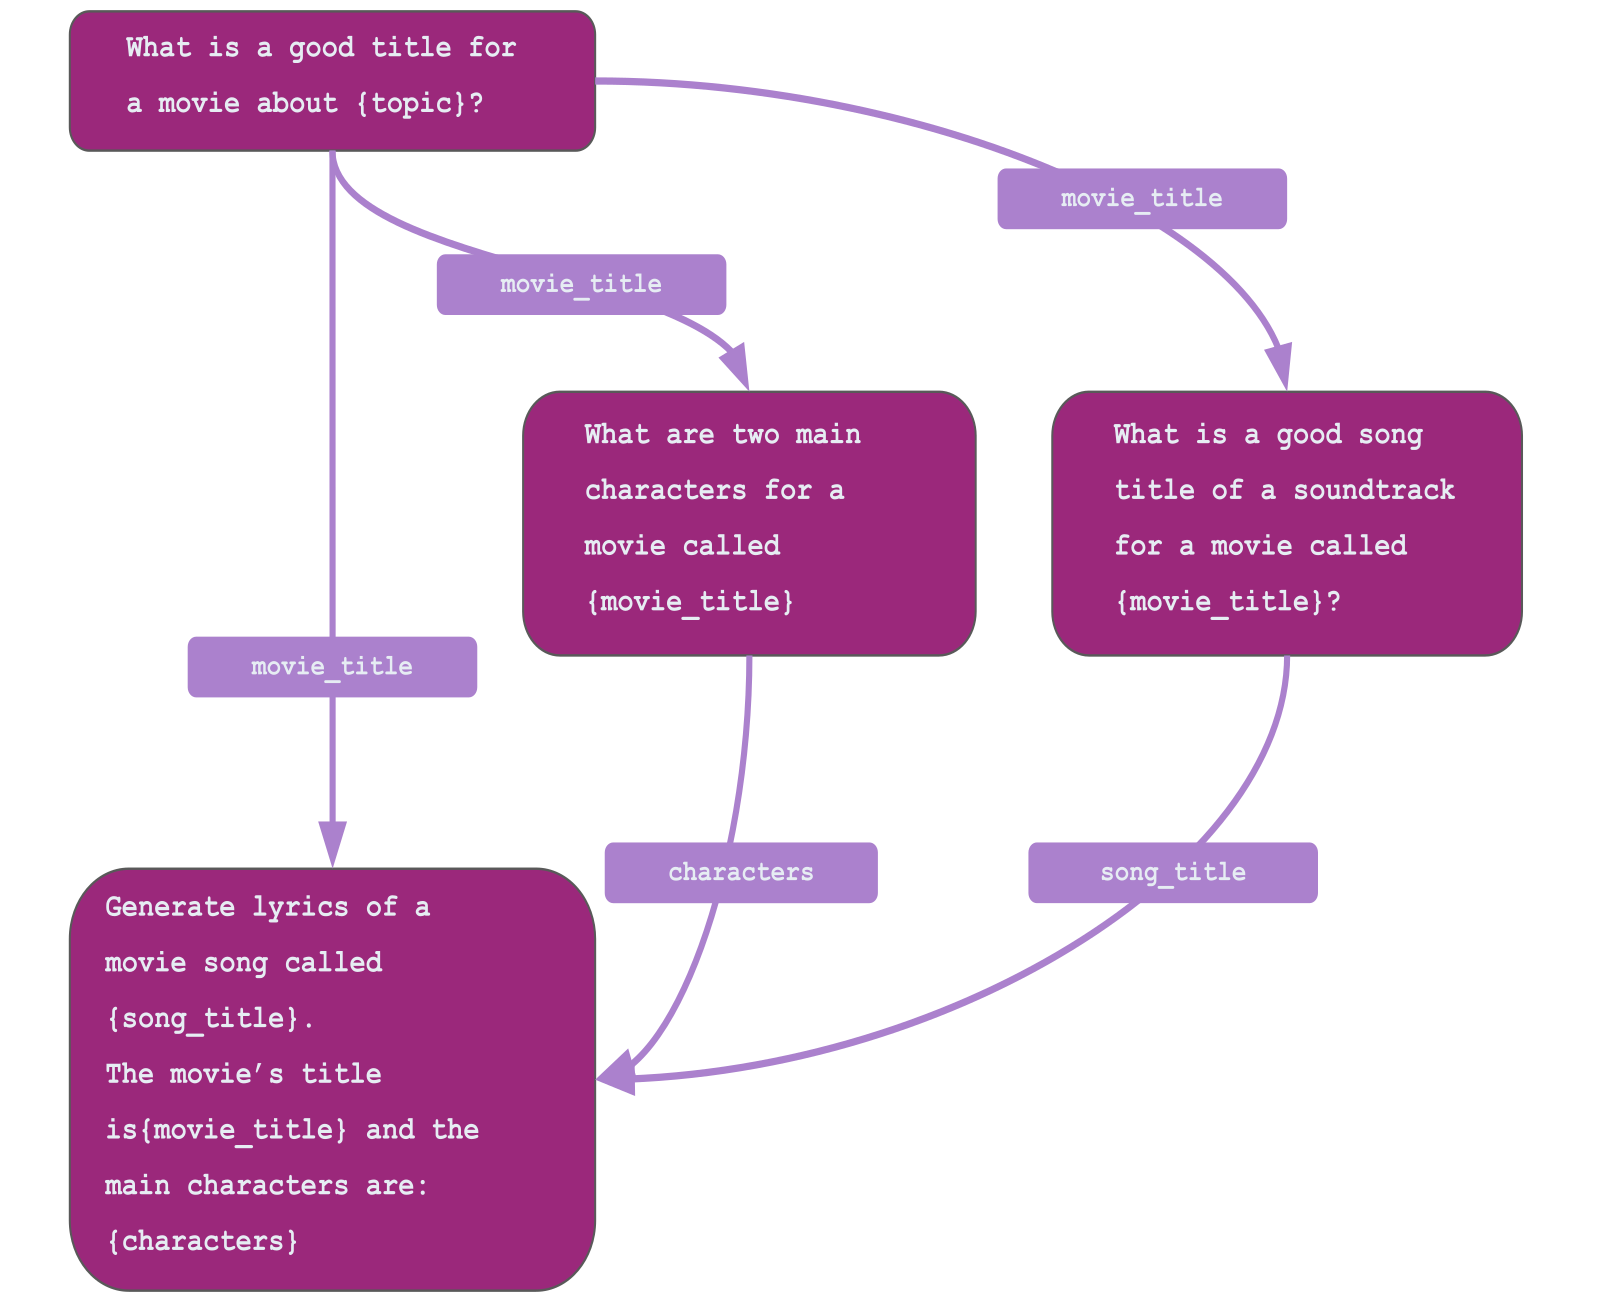 What is a good title for
a movie about {topic}?
movie_title
movie_title
What are two main
characters for a
movie called
{movie_title}
What is a good song
title of a soundtrack
for a movie called
{movie_title}?
movie_title
characters
song_title
Generate lyrics of a
movie song called
{song_title}.
The movie’s title
is{movie_title} and the
main characters are:
{characters}